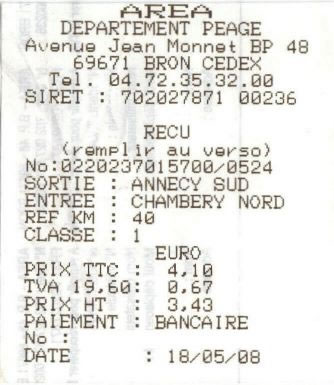 AREA
DEPARTEMENT PEAGE
Avenue Jean Monnet BP 48
69671 BRON CEDEX
Tel. 04.72.35.32.00
SIRET : 702027871 00236
RECU
(remplir au verso)
No:0220237015700/0524
SORTIE : ANNECY SUD
ENTREE : CHAMBERY NORD
REF KM : 40
CLASSE : 1
EURO
PRIX TTC : 4,10
TVA 19,60: 0,67
PRIX HT : 3,43
PAIEMENT : BANCAIRE
No :
DATE : 18/05/08